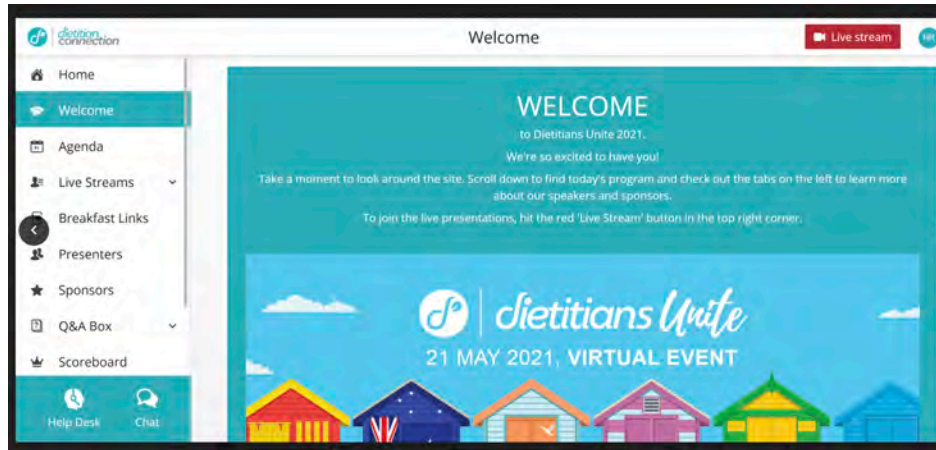 dietitian
connection
Welcome
Live stream
Home
Welcome
Agenda
Live Streams
Breakfast Links
Presenters
Sponsors
Q&A Box
Scoreboard
Help Desk
Chat
WELCOME
to Dietitians Unite 2021.
We're so excited to have you!
Take a moment to look around the site. Scroll down to find today's program and check out the tabs on the left to learn more
about our speakers and sponsors.
To join the live presentations, hit the red 'Live Stream' button in the top right corner.
dietitians Unite
21 MAY 2021, VIRTUAL EVENT